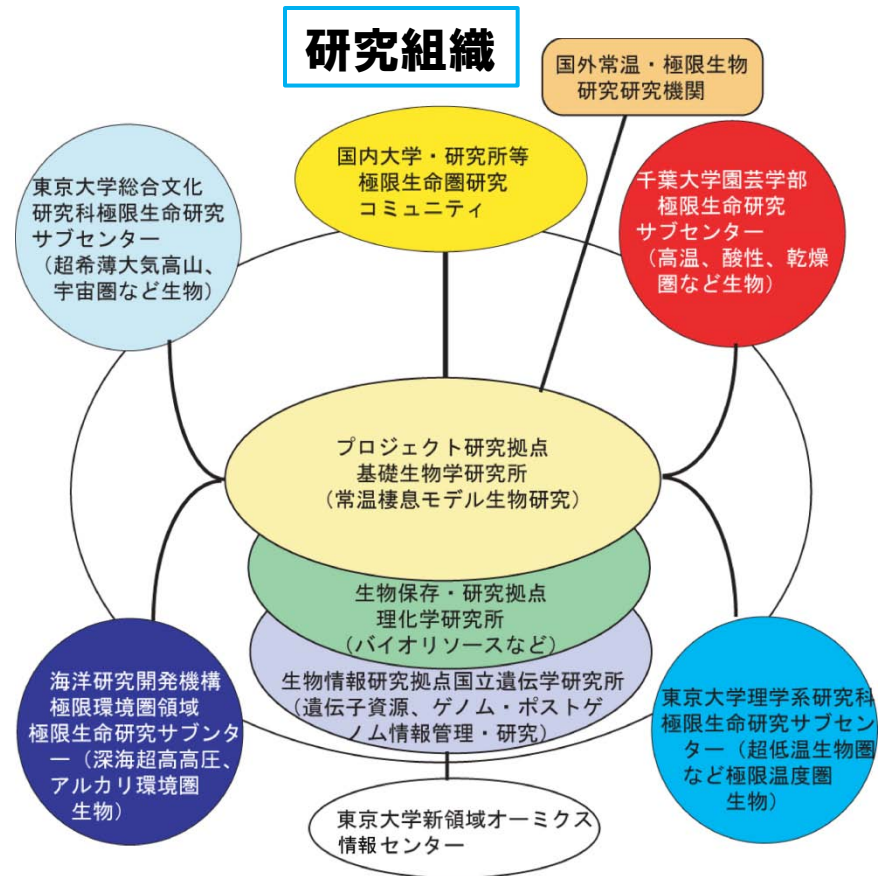 研究組織
国外常温・極限生物
研究研究機関
国内大学・研究所等
極限生命圏研究
コミュニティ
東京大学総合文化
研究科極限生命研究
サブセンター
（超希薄大気高山、
宇宙圏など生物）
千葉大学園芸学部
極限生命研究
サブセンター
（高温、酸性、乾燥
圏など生物）
プロジェクト研究拠点
基礎生物学研究所
（常温棲息モデル生物研究）
生物保存・研究拠点
理化学研究所
（バイオリソースなど）
生物情報研究拠点国立遺伝学研究所
（遺伝子資源、ゲノム・ポストゲ
ノム情報管理・研究）
海洋研究開発機構
極限環境圏領域
極限生命研究サブンタ
ー（深海超高高圧、
アルカリ環境圏
生物）
東京大学理学系研究科
極限生命研究サブセン
ター（超低温生物圏
など極限温度圏
生物）
東京大学新領域オーミクス
情報センター